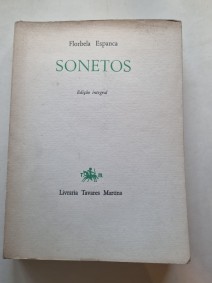 Florbela Espanca
SONETOS
Edição integral
T M
Livraria Tavares Martins